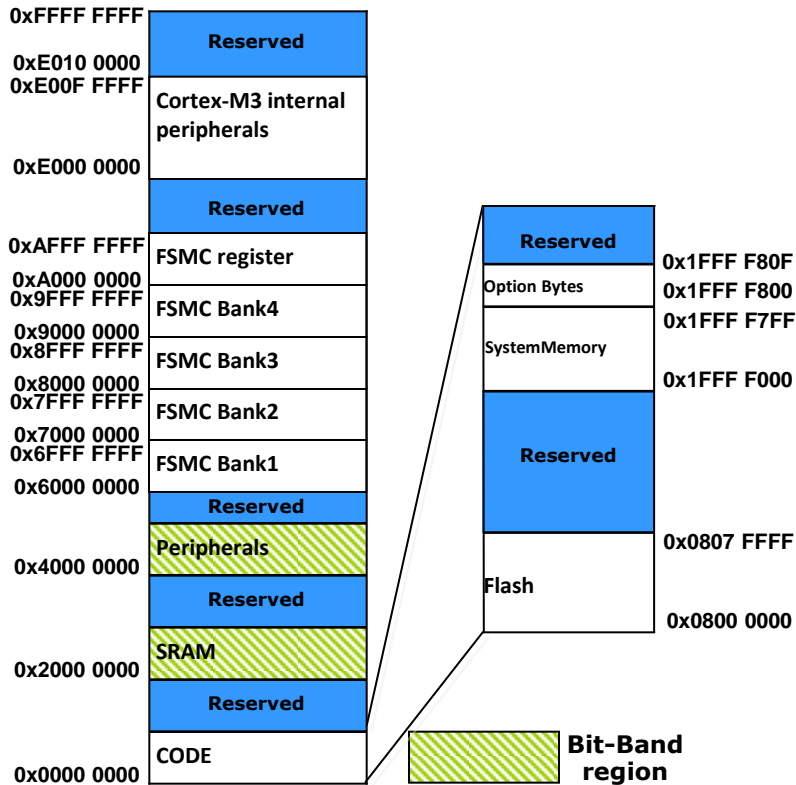 0xFFFF FFFF
Reserved
0xE010 0000
0xE00F FFFF
Cortex-M3 internal
peripherals
0xE000 0000
Reserved
0xAFFF FFFF
FSMC register
0xA000 0000
0x9FFF FFFF
FSMC Bank4
0x9000 0000
0x8FFF FFFF
FSMC Bank3
0x8000 0000
0x7FFF FFFF
FSMC Bank2
0x7000 0000
0x6FFF FFFF
FSMC Bank1
0x6000 0000
Reserved
Peripherals
0x4000 0000
Reserved
SRAM
0x2000 0000
Reserved
CODE
0x0000 0000
Reserved
0x1FFF F80F
Option Bytes
0x1FFF F800
0x1FFF F7FF
SystemMemory
0x1FFF F000
Reserved
0x0807 FFFF
Flash
0x0800 0000
Bit-Band
region